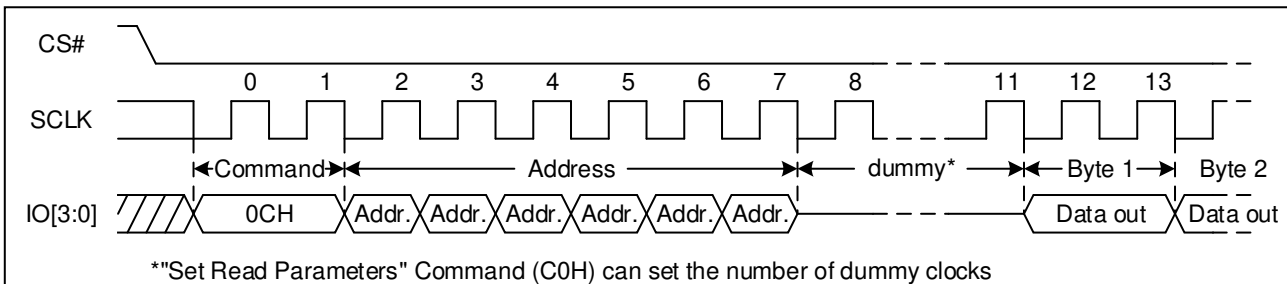 CS#
0 1 2 3 4 5 6 7 8 11 12 13
SCLK
Command Address dummy* Byte 1 Byte 2
IO[3:0] 0CH Addr. Addr. Addr. Addr. Addr. Addr. Data out Data out
*"Set Read Parameters" Command (C0H) can set the number of dummy clocks